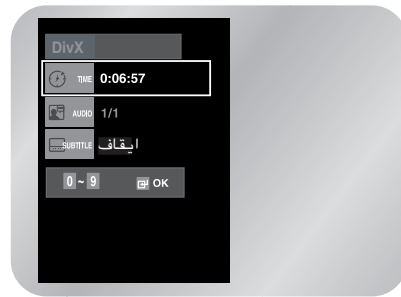 DivX
TIME 0:06:57
AUDIO 1/1
SUBTITLE ايقاف
0 ~ 9 OK